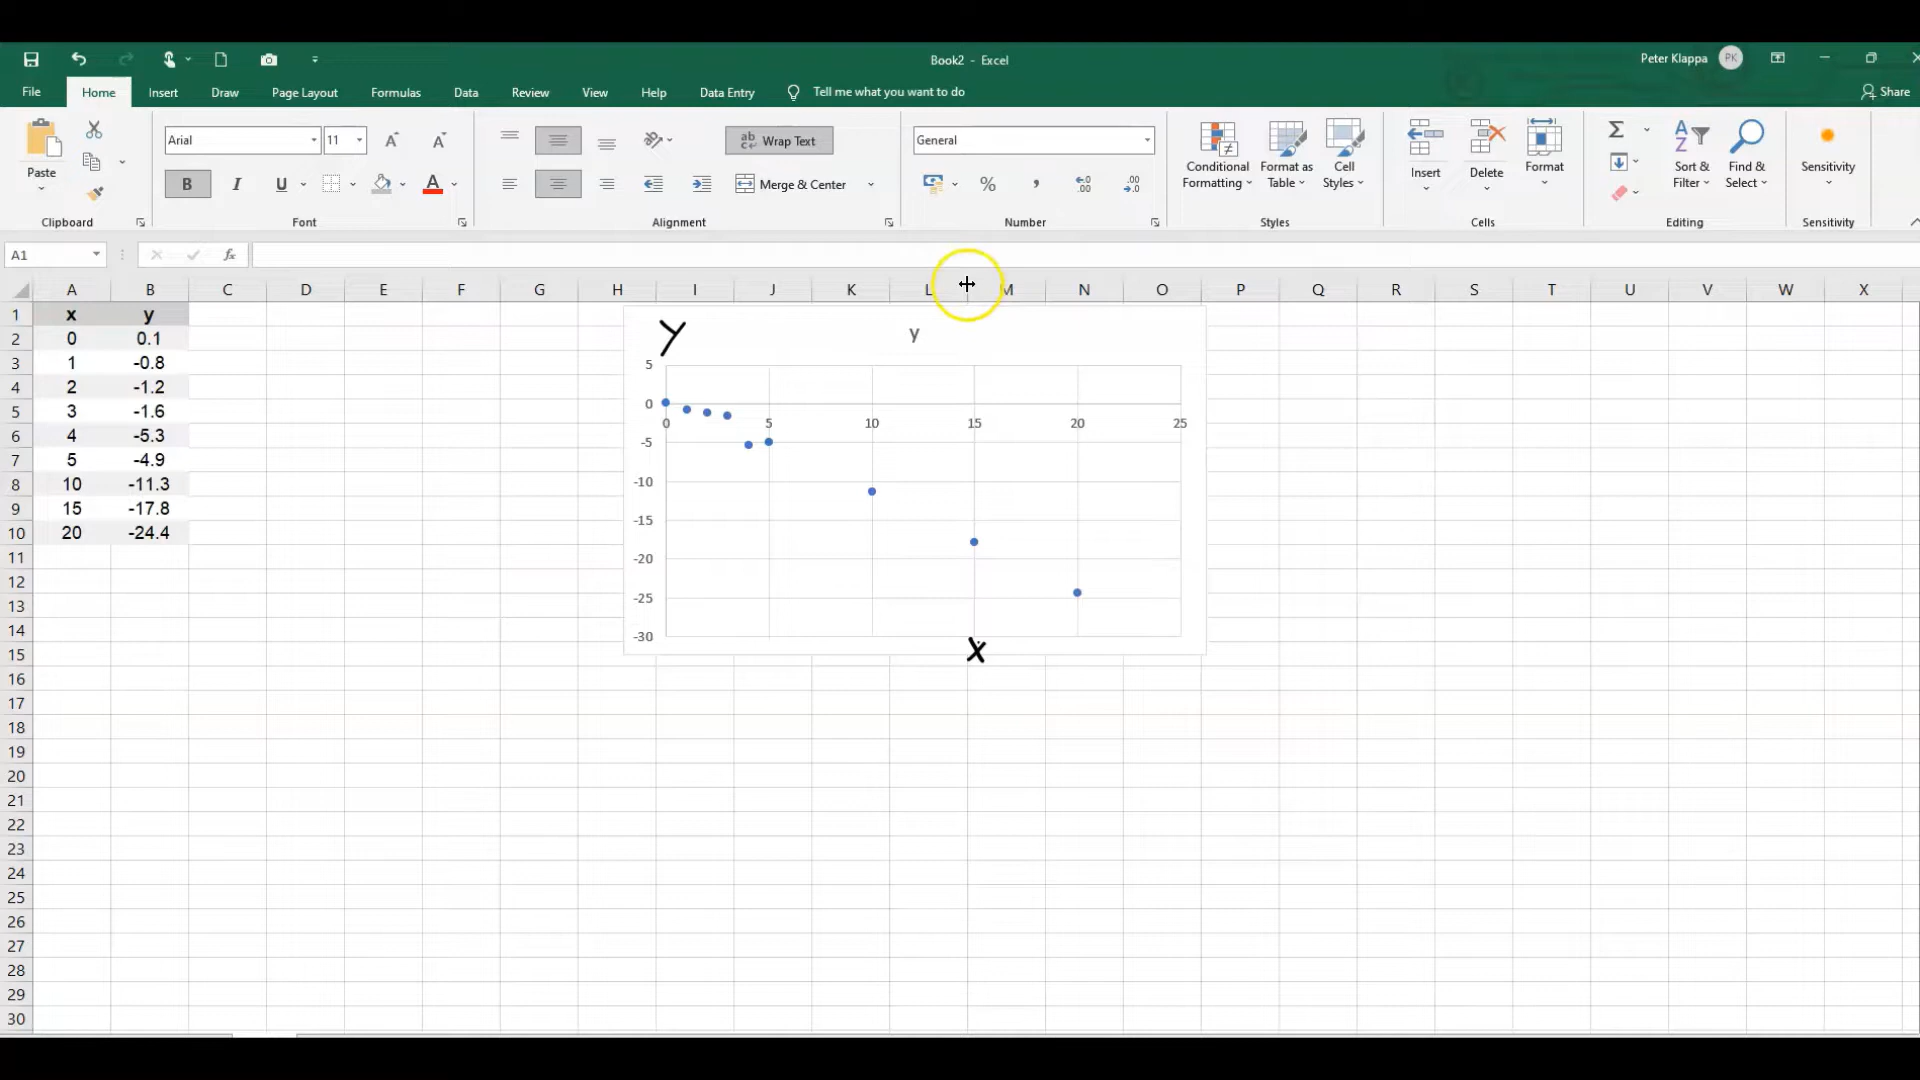 Book2 - Excel
Peter Klappa PK
File Home Insert Draw Page Layout Formulas Data Review View Help Data Entry Tell me what you want to do Share
Arial 11 Wrap Text General
Paste B I U Merge & Center % , Conditional Formatting Format as Table Cell Styles Insert Delete Format Sort & Filter Find & Select Sensitivity
Clipboard Font Alignment Number Styles Cells Editing Sensitivity
A1 fx
A B C D E F G H I J K L M N O P Q R S T U V W X
1 x y
2 0 0.1
3 1 -0.8
4 2 -1.2
5 3 -1.6
6 4 -5.3
7 5 -4.9
8 10 -11.3
9 15 -17.8
10 20 -24.4
11
12
13
14
15
16
17
18
19
20
21
22
23
24
25
26
27
28
29
30
Y y
5
0
0 5 10 15 20 25
-5
-10
-15
-20
-25
-30
X